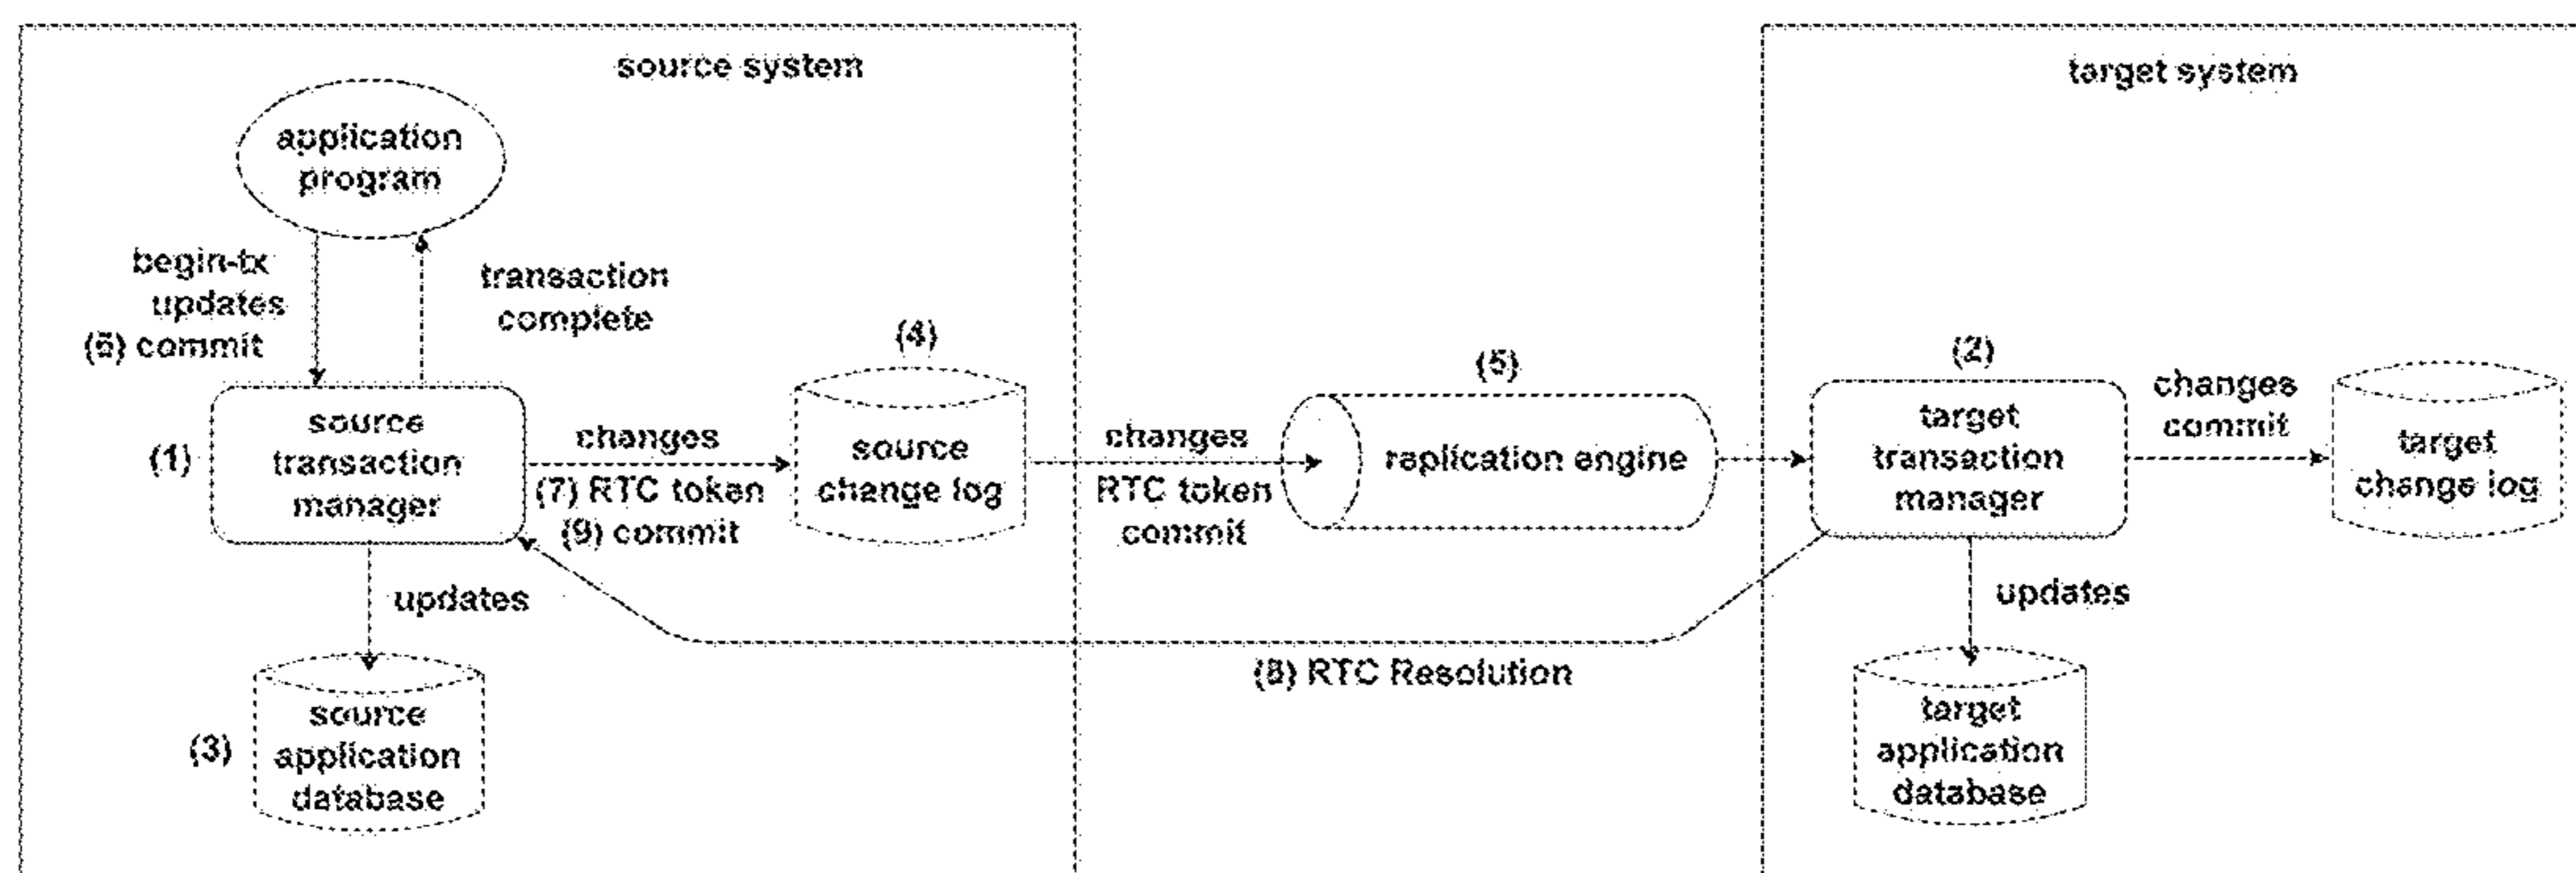 source system
target system
application
program
begin-tx
updates
(6) commit
transaction
complete
(1)
source
transaction
manager
changes
(7) RTC token
(9) commit
(4)
source
change log
changes
RTC token
commit
(5)
replication engine
(2)
target
transaction
manager
changes
commit
target
change log
updates
(8) RTC Resolution
updates
(3)
source
application
database
target
application
database